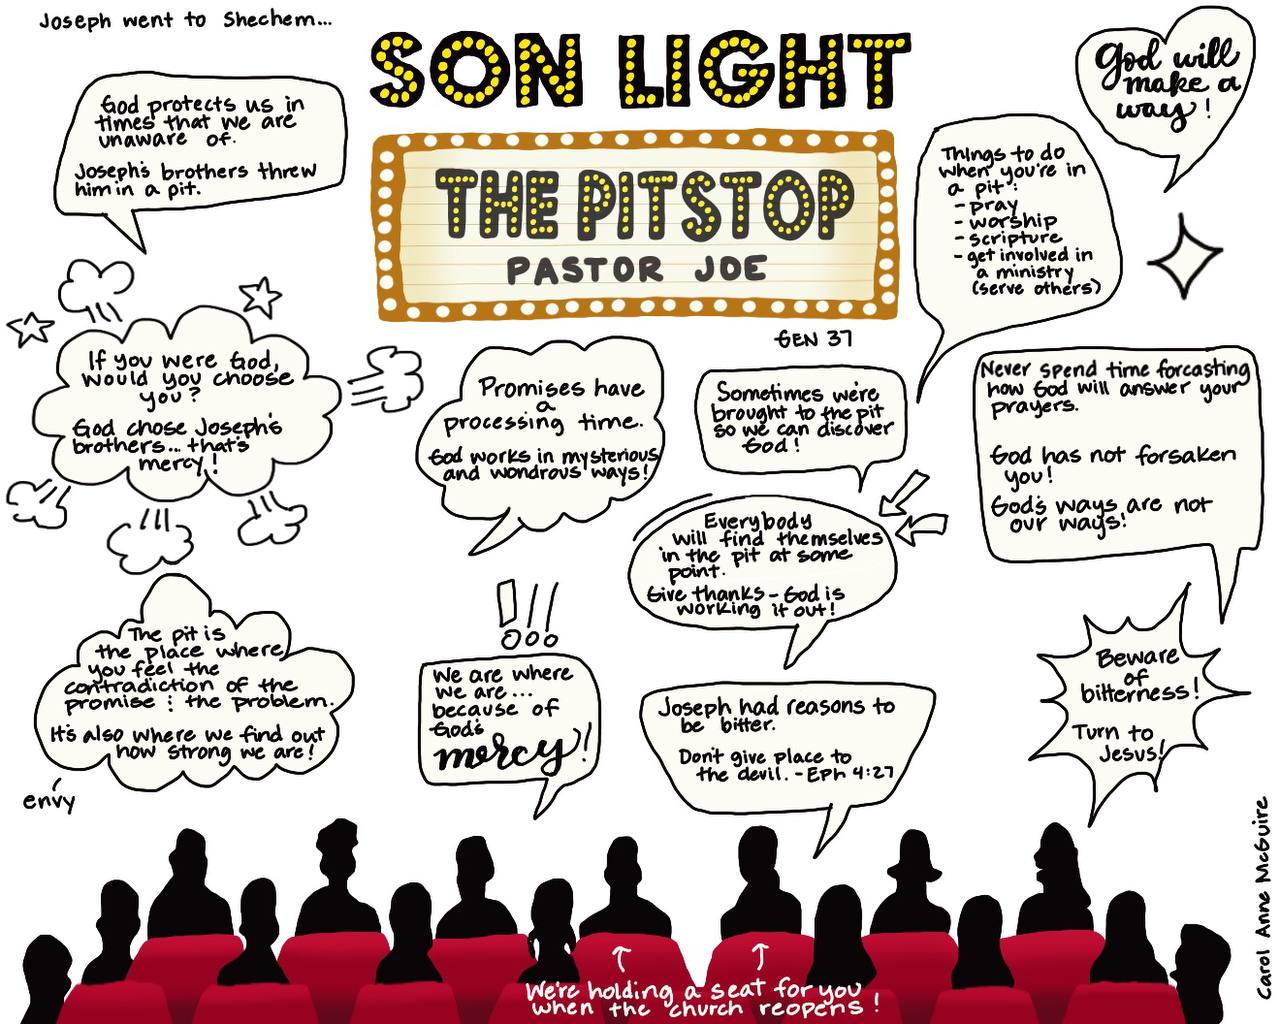 Joseph went to Shechem...
SON LIGHT
THE PITSTOP
PASTOR JOE
GEN 37
God will
make a
way!
God protects us in
times that we are
unaware of.
Joseph's brothers threw
him in a pit.
Things to do
when you're in
a pit:
- pray
- worship
- scripture
- get involved in
a ministry
(serve others)
If you were God,
would you choose
you?
God chose Joseph's
brothers... that's
mercy!
Promises have
a
processing time.
God works in mysterious
and wondrous ways!
Sometimes we're
brought to the pit
so we can discover
God!
Never spend time forcasting
how God will answer your
prayers.
God has not forsaken
you!
God's ways are not
our ways!
Everybody
will find themselves
in the pit at some
point.
Give thanks - God is
working it out!
The pit is
the place where
you feel the
contradiction of the
promise : the problem.
It's also where we find out
how strong we are!
envy
We are where
we are...
because of
God's
mercy!
Joseph had reasons to
be bitter.
Don't give place to
the devil. - Eph 4:27
Beware
of
bitterness!
Turn to
Jesus!
We're holding a seat for you
when the church reopens!
Carol Anne McGuire